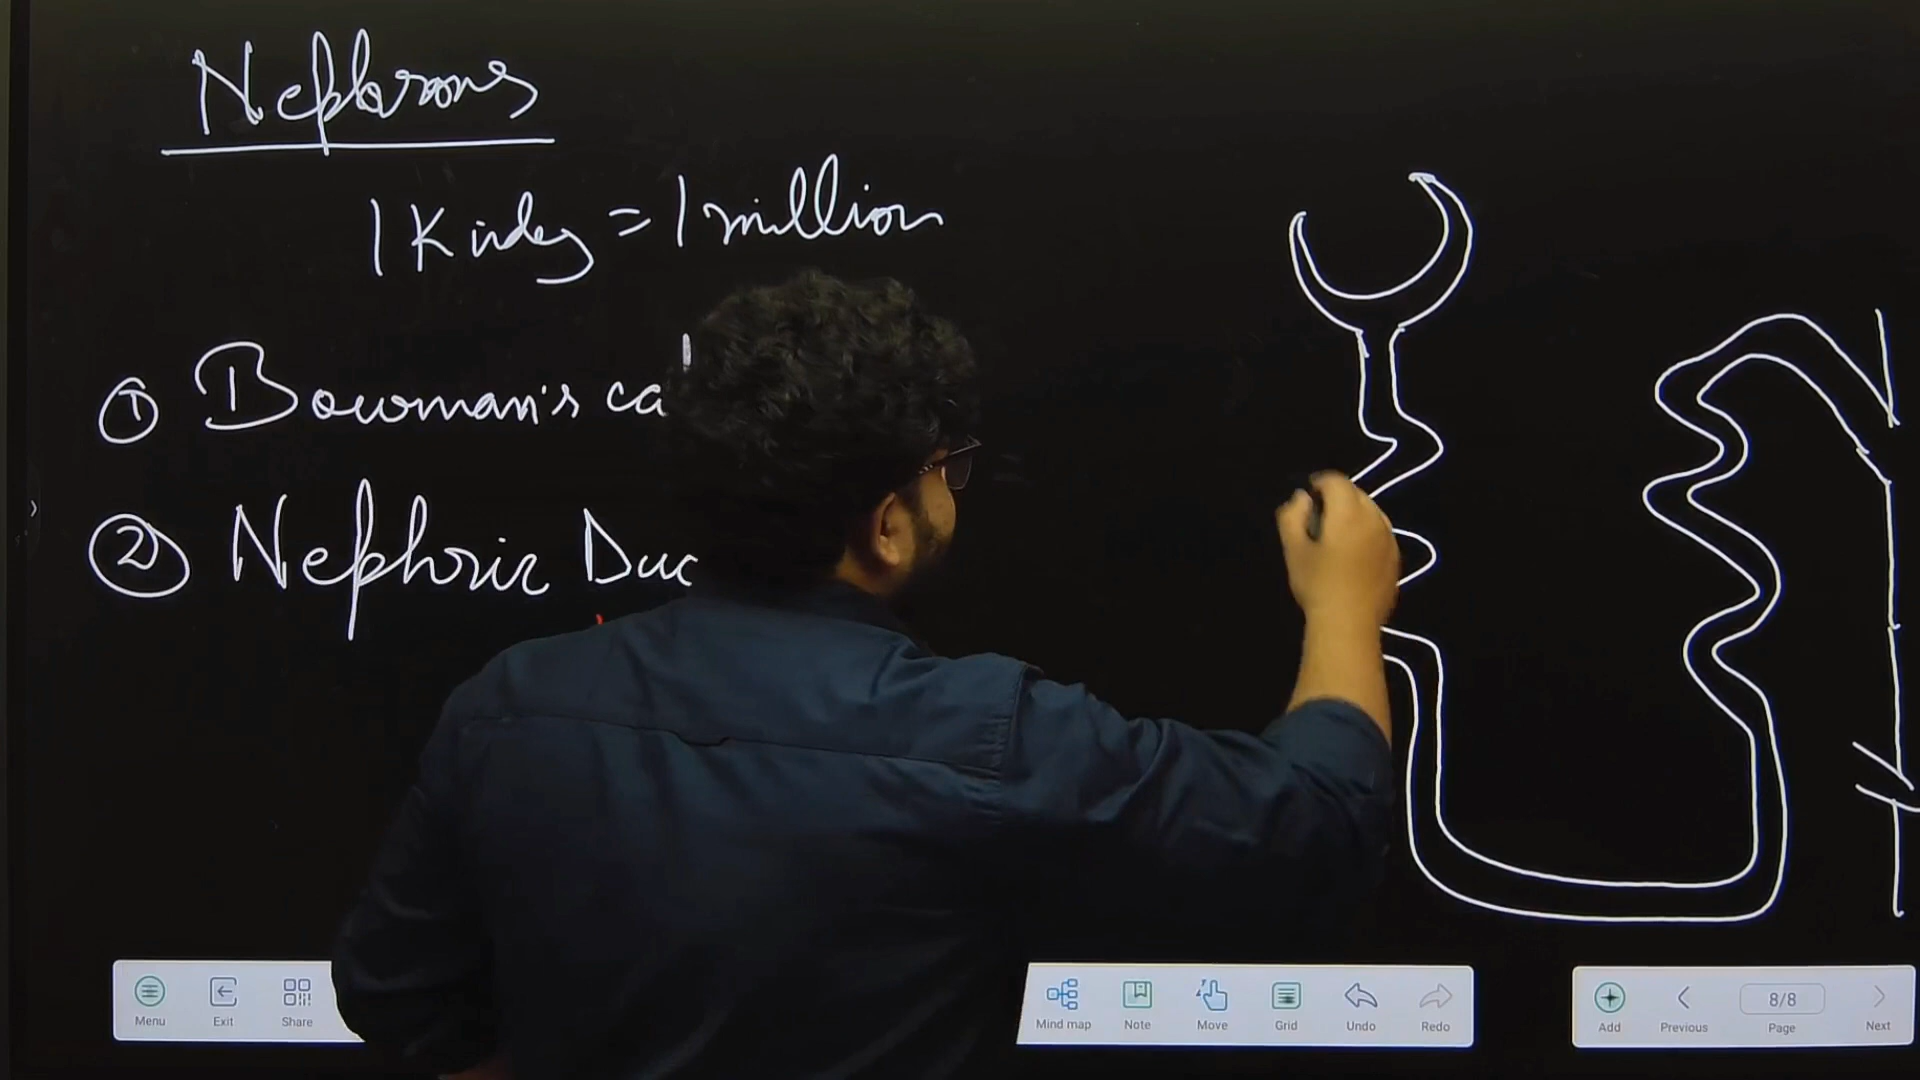 Nephrons
1 Kindey = 1 million
① Bowman's ca
② Nephric Duc
Menu Exit Share Mind map Note Move Grid Undo Redo Add Previous 8/8 Page Next